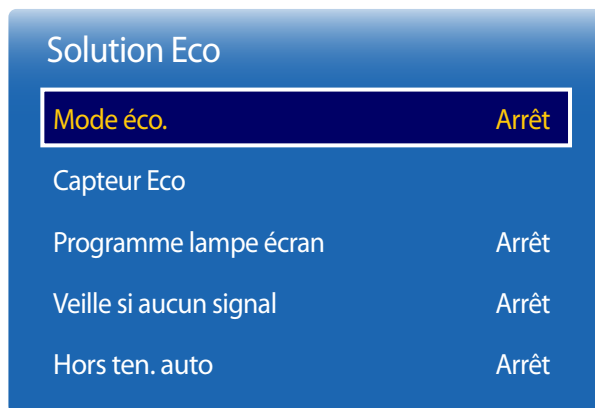 Solution Eco
Mode éco. Arrêt
Capteur Eco
Programme lampe écran Arrêt
Veille si aucun signal Arrêt
Hors ten. auto Arrêt